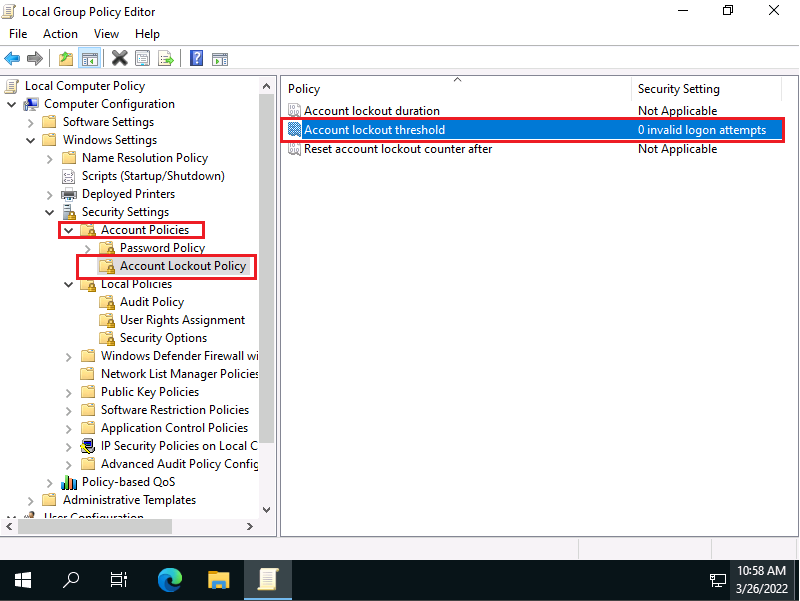 Local Group Policy Editor
File Action View Help
Local Computer Policy
Computer Configuration
Software Settings
Windows Settings
Name Resolution Policy
Scripts (Startup/Shutdown)
Deployed Printers
Security Settings
Account Policies
Password Policy
Account Lockout Policy
Local Policies
Audit Policy
User Rights Assignment
Security Options
Windows Defender Firewall wi
Network List Manager Policies
Public Key Policies
Software Restriction Policies
Application Control Policies
IP Security Policies on Local C
Advanced Audit Policy Config
Policy-based QoS
Administrative Templates
User Configuration
Policy Security Setting
Account lockout duration Not Applicable
Account lockout threshold 0 invalid logon attempts
Reset account lockout counter after Not Applicable
10:58 AM
3/26/2022